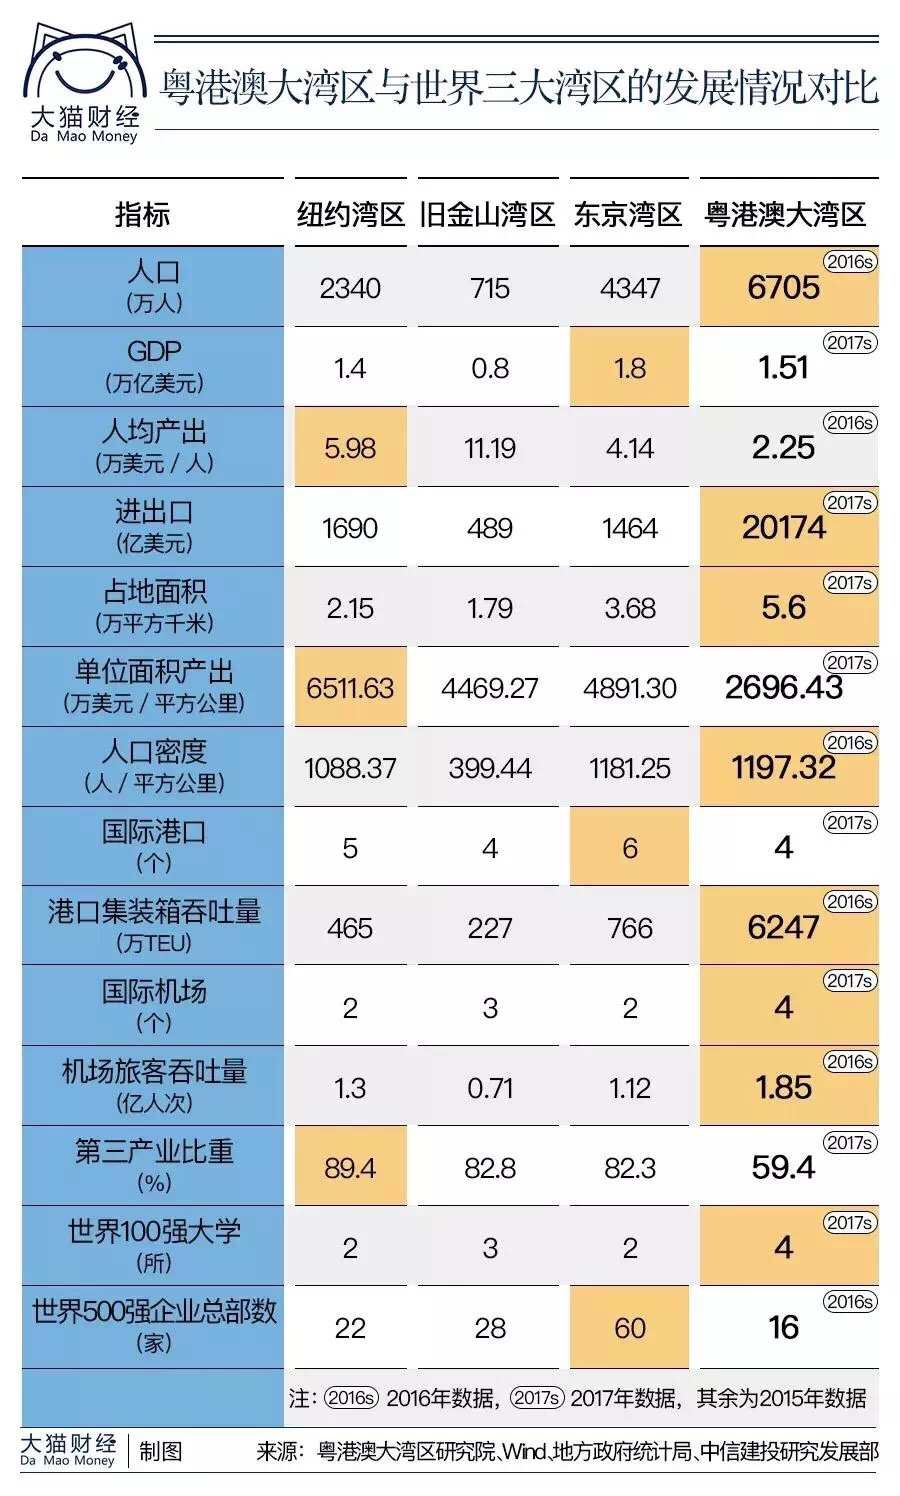 大猫财经
Da Mao Money
粤港澳大湾区与世界三大湾区的发展情况对比
指标 纽约湾区 旧金山湾区 东京湾区 粤港澳大湾区
人口
(万人) 2340 715 4347 6705 2016s
GDP
(万亿美元) 1.4 0.8 1.8 1.51 2017s
人均产出
(万美元/人) 5.98 11.19 4.14 2.25 2016s
进出口
(亿美元) 1690 489 1464 20174 2017s
占地面积
(万平方千米) 2.15 1.79 3.68 5.6 2017s
单位面积产出
(万美元/平方公里) 6511.63 4469.27 4891.30 2696.43 2017s
人口密度
(人/平方公里) 1088.37 399.44 1181.25 1197.32 2016s
国际港口
(个) 5 4 6 4 2017s
港口集装箱吞吐量
(万TEU) 465 227 766 6247 2016s
国际机场
(个) 2 3 2 4 2017s
机场旅客吞吐量
(亿人次) 1.3 0.71 1.12 1.85 2016s
第三产业比重
(%) 89.4 82.8 82.3 59.4 2017s
世界100强大学
(所) 2 3 2 4 2017s
世界500强企业总部数
(家) 22 28 60 16 2016s
注: 2016s 2016年数据, 2017s 2017年数据, 其余为2015年数据
大猫财经
Da Mao Money
制图 来源: 粤港澳大湾区研究院、Wind、地方政府统计局、中信建投研究发展部